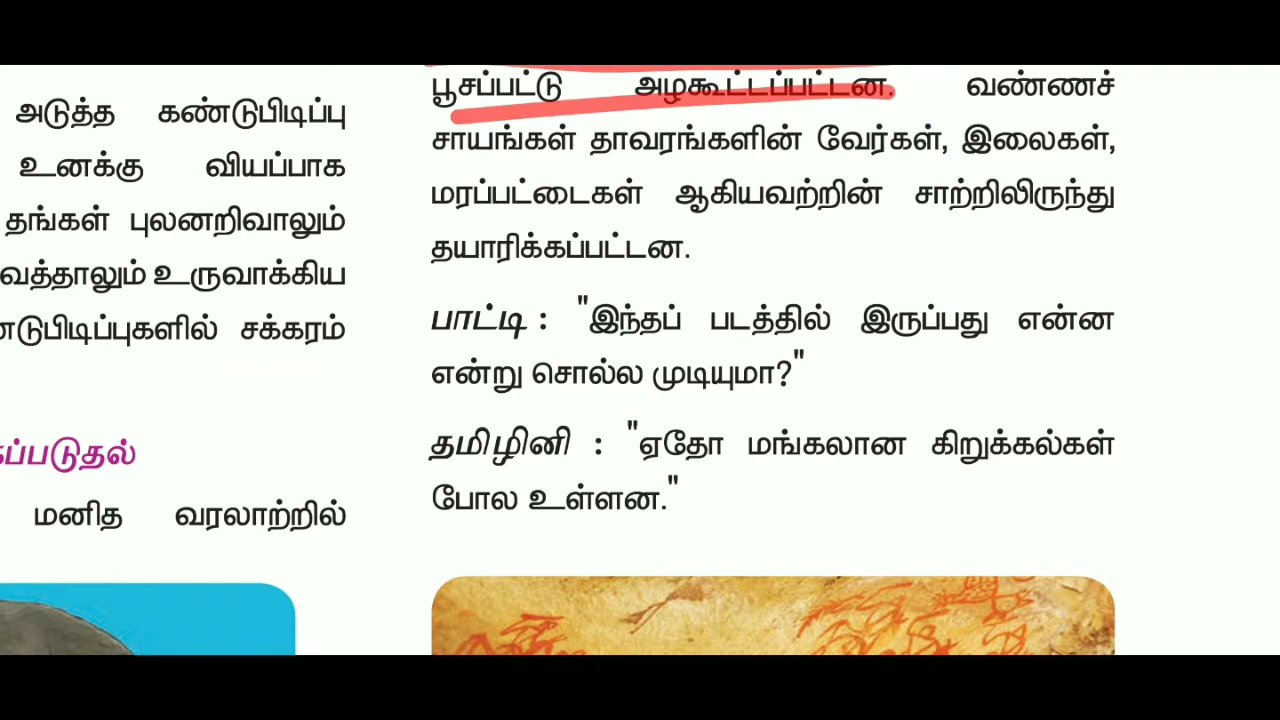 அடுத்த கண்டுபிடிப்பு
உனக்கு வியப்பாக
தங்கள் புலனறிவாலும்
வத்தாலும் உருவாக்கிய
டுபிடிப்புகளில் சக்கரம்
ப்படுதல்
மனித வரலாற்றில்
பூசப்பட்டு அழகூட்டப்பட்டன. வண்ணச்
சாயங்கள் தாவரங்களின் வேர்கள், இலைகள்,
மரப்பட்டைகள் ஆகியவற்றின் சாற்றிலிருந்து
தயாரிக்கப்பட்டன.
பாட்டி : "இந்தப் படத்தில் இருப்பது என்ன
என்று சொல்ல முடியுமா?"
தமிழினி : "ஏதோ மங்கலான கிறுக்கல்கள்
போல உள்ளன."